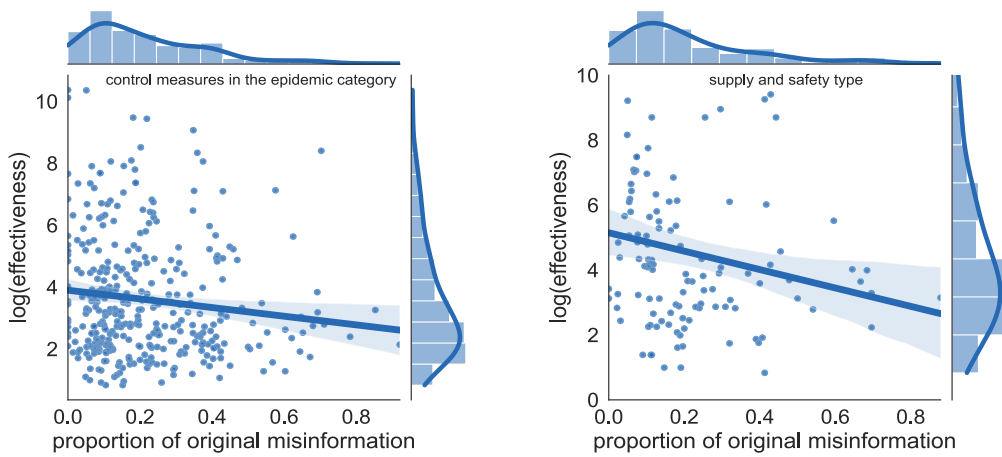 control measures in the epidemic category
10
8
6
4
2
log(effectiveness)
0.0 0.2 0.4 0.6 0.8
proportion of original misinformation
supply and safety type
10
8
6
4
2
0
log(effectiveness)
0.0 0.2 0.4 0.6 0.8
proportion of original misinformation